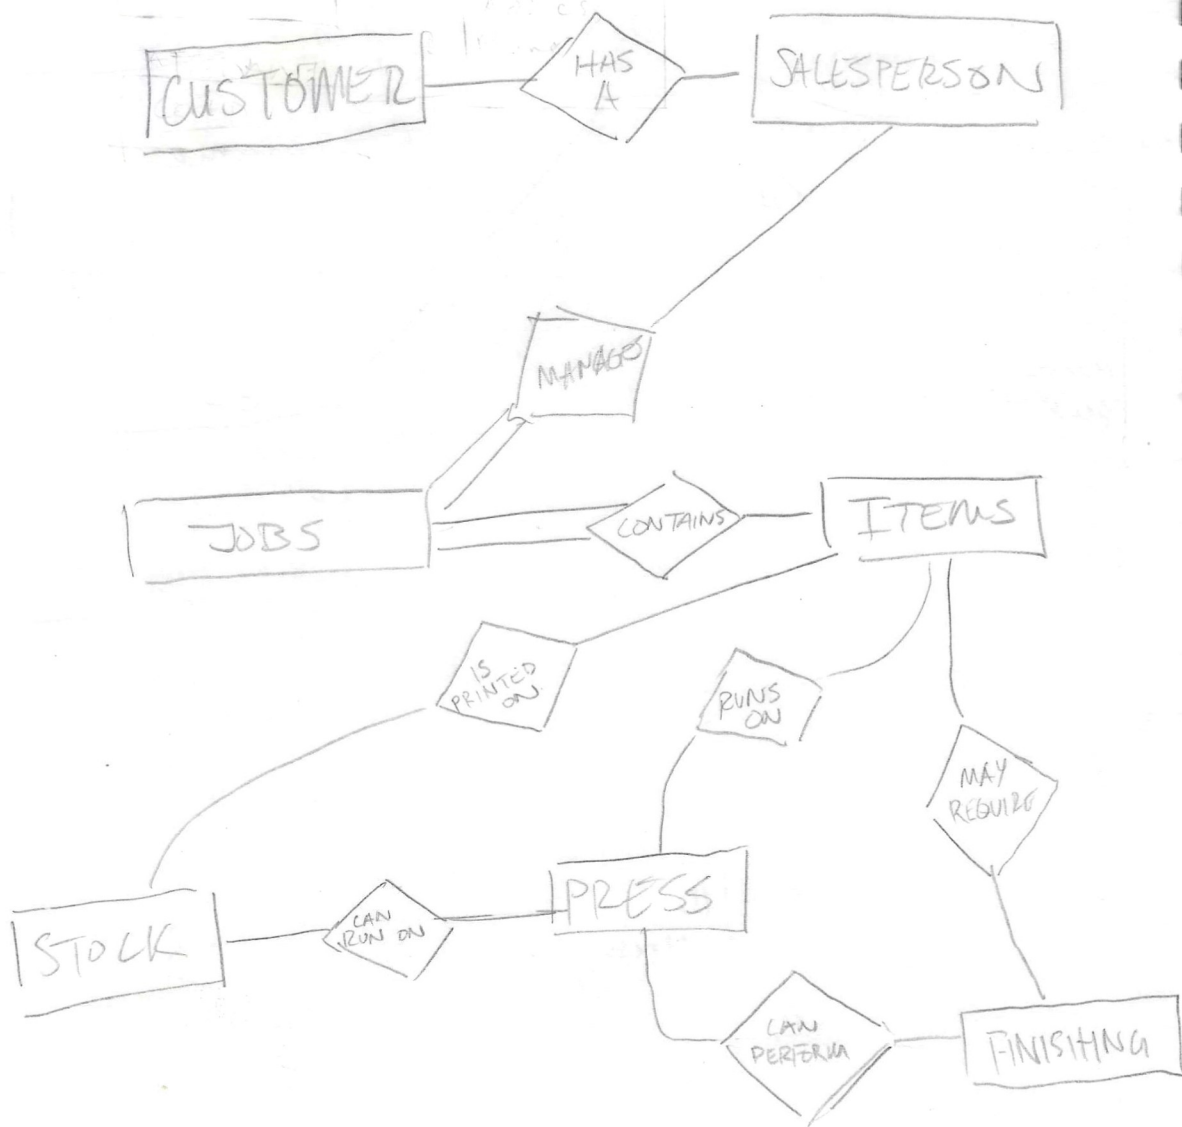 CUSTOMER
HAS
A
SALESPERSON
MANAGES
JOBS
CONTAINS
ITEMS
IS
PRINTED
ON
RUNS
ON
MAY
REQUIRE
STOCK
CAN
RUN ON
PRESS
CAN
PERFORM
FINISHING